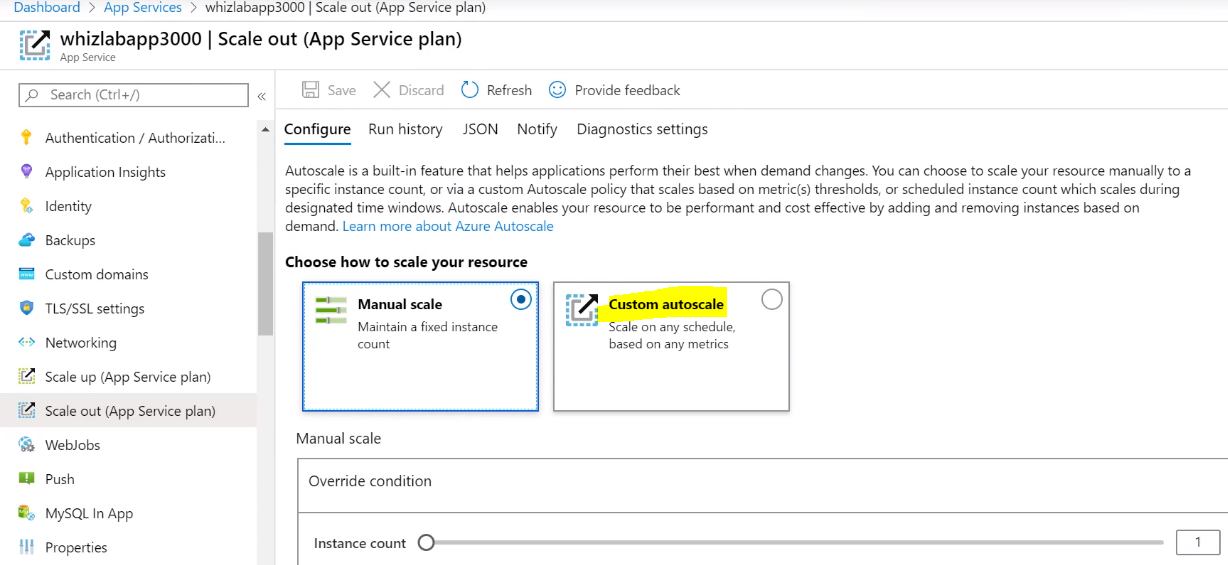 Dashboard > App Services > whizlabapp3000 | Scale out (App Service plan)
whizlabapp3000 | Scale out (App Service plan)
App Service
Search (Ctrl+/)
«
Authentication / Authorizati...
Application Insights
Identity
Backups
Custom domains
TLS/SSL settings
Networking
Scale up (App Service plan)
Scale out (App Service plan)
WebJobs
Push
MySQL In App
Properties
Save Discard Refresh Provide feedback
Configure Run history JSON Notify Diagnostics settings
Autoscale is a built-in feature that helps applications perform their best when demand changes. You can choose to scale your resource manually to a
specific instance count, or via a custom Autoscale policy that scales based on metric(s) thresholds, or scheduled instance count which scales during
designated time windows. Autoscale enables your resource to be performant and cost effective by adding and removing instances based on
demand. Learn more about Azure Autoscale
Choose how to scale your resource
Manual scale
Maintain a fixed instance
count
Custom autoscale
Scale on any schedule,
based on any metrics
Manual scale
Override condition
Instance count 1